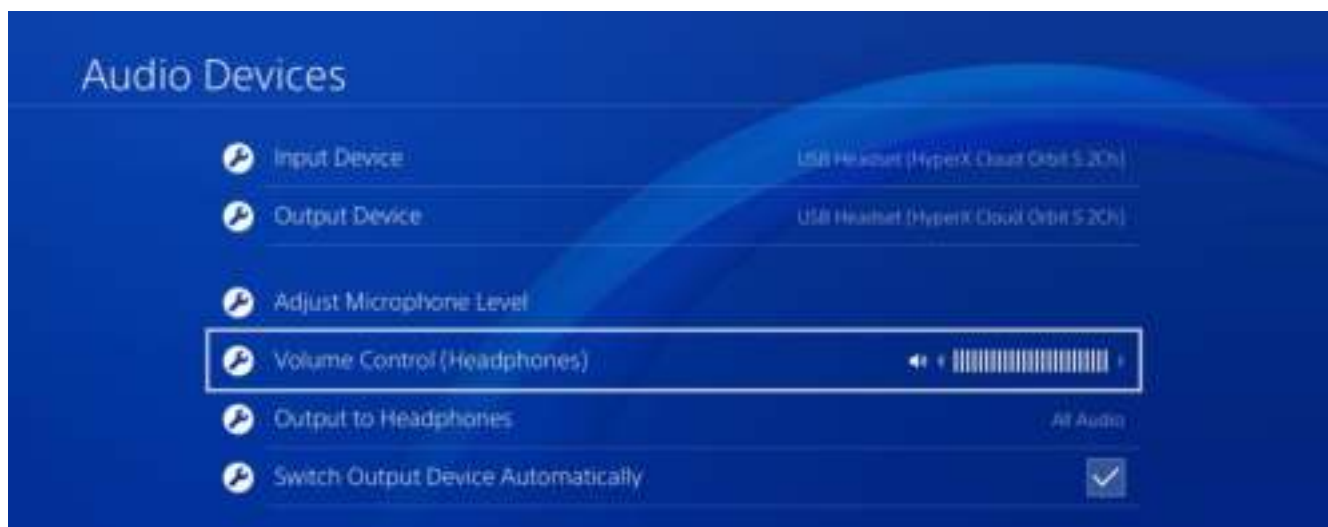 Audio Devices
Input Device USB Headset (HyperX Cloud Orbit S 2Ch)
Output Device USB Headset (HyperX Cloud Orbit S 2Ch)
Adjust Microphone Level
Volume Control (Headphones)
Output to Headphones All Audio
Switch Output Device Automatically